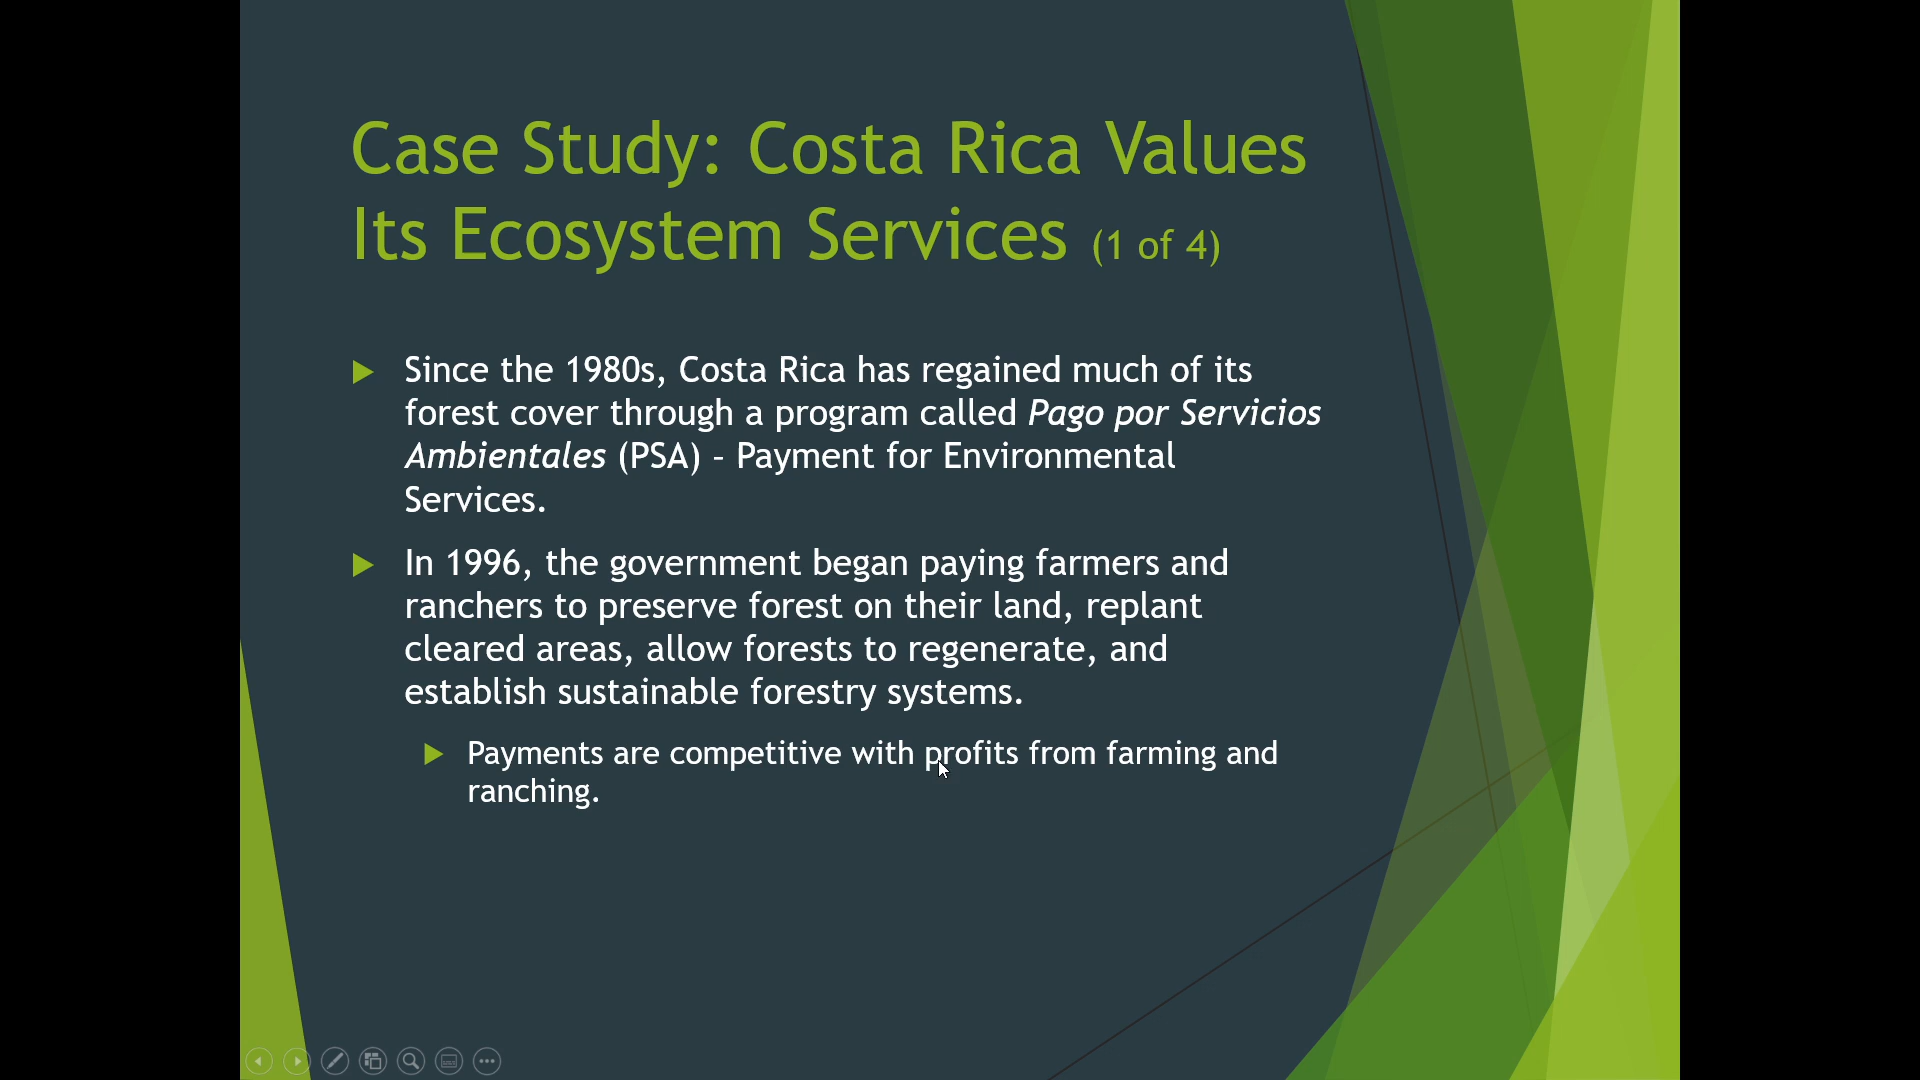 Case Study: Costa Rica Values
Its Ecosystem Services (1 of 4)
Since the 1980s, Costa Rica has regained much of its
forest cover through a program called Pago por Servicios
Ambientales (PSA) – Payment for Environmental
Services.
In 1996, the government began paying farmers and
ranchers to preserve forest on their land, replant
cleared areas, allow forests to regenerate, and
establish sustainable forestry systems.
Payments are competitive with profits from farming and
ranching.